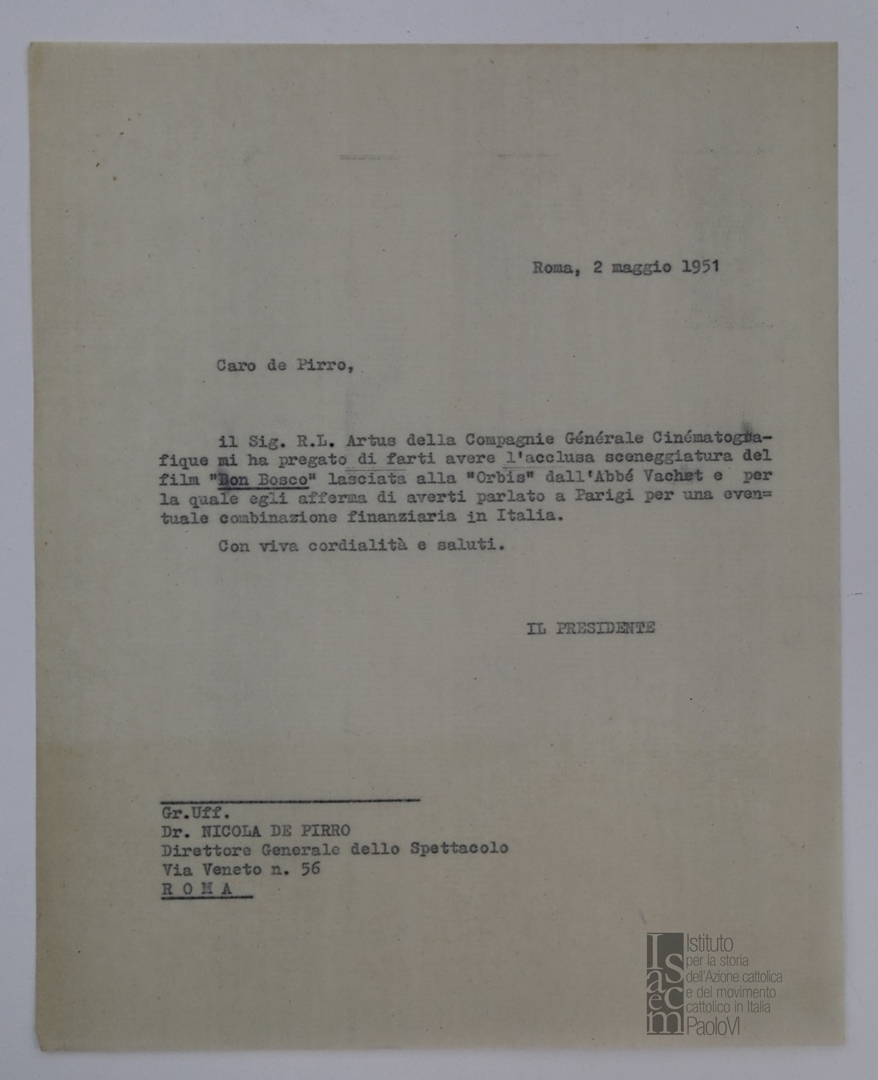 Roma, 2 maggio 1951
Caro de Pirro,
il Sig. R.L. Artus della Compagnie Générale Cinématogra-
fique mi ha pregato di farti avere l'acclusa sceneggiatura del
film "Don Bosco" lasciata alla "Orbis" dall'Abbé Vachet e per
la quale egli afferma di averti parlato a Parigi per una even=
tuale combinazione finanziaria in Italia.
Con viva cordialità e saluti.
IL PRESIDENTE
Gr.Uff.
Dr. NICOLA DE PIRRO
Direttore Generale dello Spettacolo
Via Veneto n. 56
R O M A
Isacem
Istituto
per la storia
dell'Azione cattolica
e del movimento
cattolico in Italia
PaoloVI